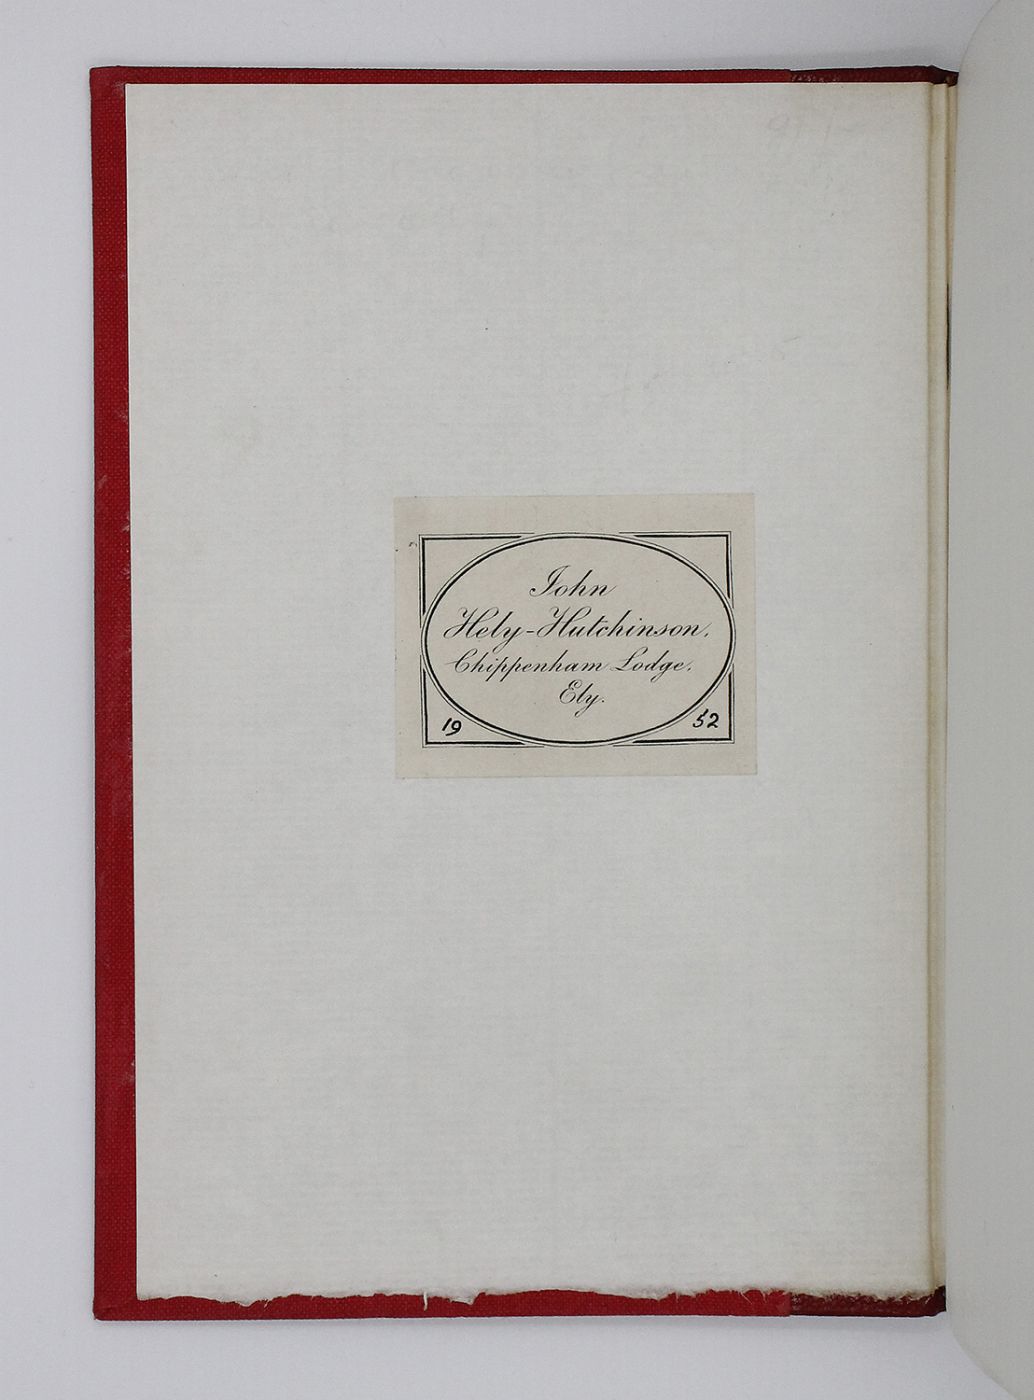 John
Hely-Hutchinson.
Chippenham Lodge.
Ely.
19 52